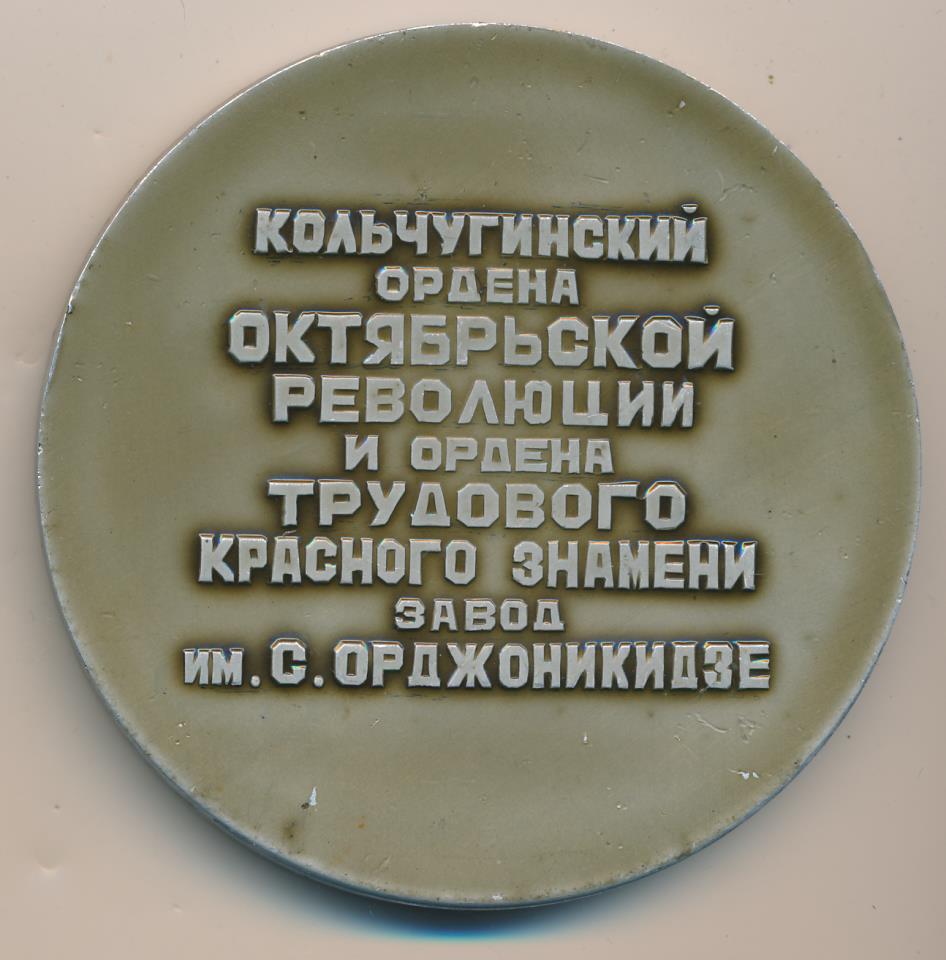 КОЛЬЧУГИНСКИЙ
ОРДЕНА
ОКТЯБРЬСКОЙ
РЕВОЛЮЦИИ
И ОРДЕНА
ТРУДОВОГО
КРАСНОГО ЗНАМЕНИ
ЗАВОД
ИМ. С. ОРДЖОНИКИДЗЕ